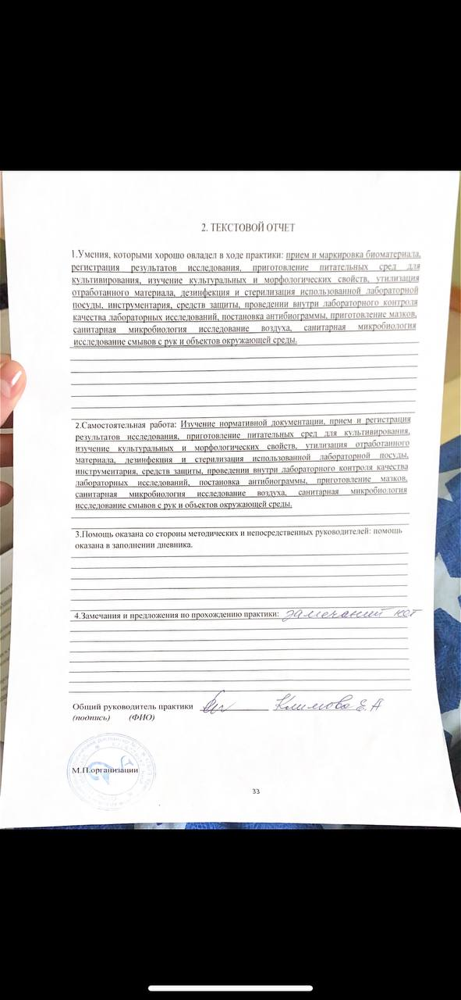 2. ТЕКСТОВОЙ ОТЧЕТ
1.Умения, которыми хорошо овладел в ходе практики: прием и маркировка биоматериала,
регистрация результатов исследования, приготовление питательных сред для
культивирования, изучение культуральных и морфологических свойств, утилизация
отработанного материала, дезинфекция и стерилизация использованной лабораторной
посуды, инструментария, средств защиты, проведении внутри лабораторного контроля
качества лабораторных исследований, постановка антибиограммы, приготовление мазков,
санитарная микробиология исследование воздуха, санитарная микробиология
исследование смывов с рук и объектов окружающей среды.
2.Самостоятельная работа: Изучение нормативной документации, прием и регистрация
результатов исследования, приготовление питательных сред для культивирования,
изучение культуральных и морфологических свойств, утилизация отработанного
материала, дезинфекция и стерилизация использованной лабораторной посуды,
инструментария, средств защиты, проведении внутри лабораторного контроля качества
лабораторных исследований, постановка антибиограммы, приготовление мазков,
санитарная микробиология исследование воздуха, санитарная микробиология
исследование смывов с рук и объектов окружающей среды.
3.Помощь оказана со стороны методических и непосредственных руководителей: помощь
оказана в заполнении дневника.
4.Замечания и предложения по прохождению практики: замечаний нет
Общий руководитель практики Климова Е.А
(подпись) (ФИО)
М.П.организации
33